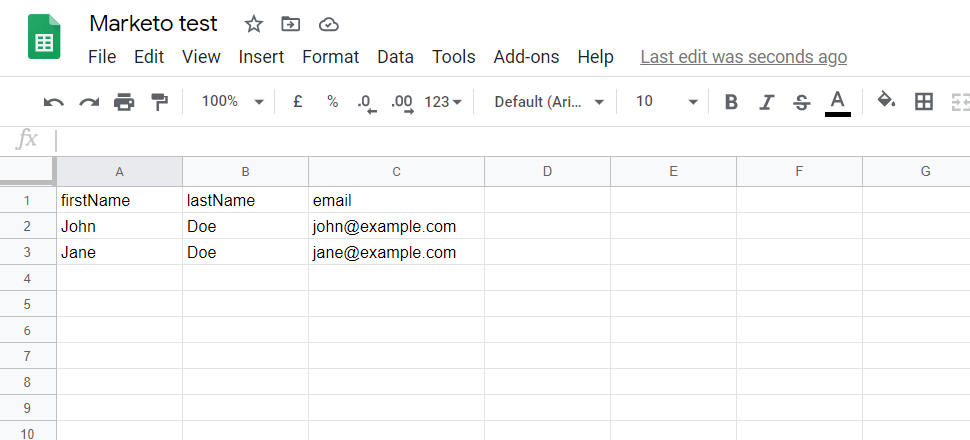 Marketo test
File Edit View Insert Format Data Tools Add-ons Help Last edit was seconds ago
100% £ % .0 .00 123 Default (Ari... 10 B I S A
fx
A B C D E F G
1 firstName lastName email
2 John Doe john@example.com
3 Jane Doe jane@example.com
4
5
6
7
8
9
10